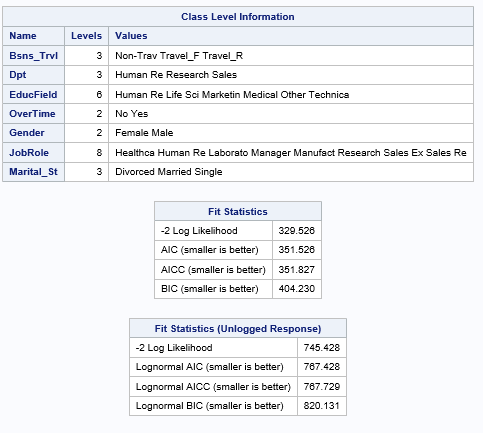 Class Level Information
Name Levels Values
Bsns_Trvl 3 Non-Trav Travel_F Travel_R
Dpt 3 Human Re Research Sales
EducField 6 Human Re Life Sci Marketin Medical Other Technica
OverTime 2 No Yes
Gender 2 Female Male
JobRole 8 Healthca Human Re Laborato Manager Manufact Research Sales Ex Sales Re
Marital_St 3 Divorced Married Single
Fit Statistics
-2 Log Likelihood 329.526
AIC (smaller is better) 351.526
AICC (smaller is better) 351.827
BIC (smaller is better) 404.230
Fit Statistics (Unlogged Response)
-2 Log Likelihood 745.428
Lognormal AIC (smaller is better) 767.428
Lognormal AICC (smaller is better) 767.729
Lognormal BIC (smaller is better) 820.131